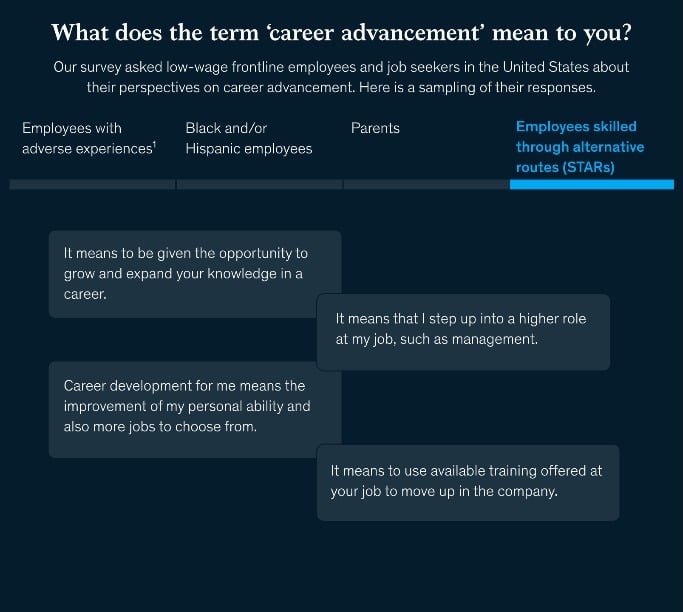 What does the term ‘career advancement’ mean to you?
Our survey asked low-wage frontline employees and job seekers in the United States about
their perspectives on career advancement. Here is a sampling of their responses.
Employees with
adverse experiences¹
Black and/or
Hispanic employees
Parents
Employees skilled
through alternative
routes (STARs)
It means to be given the opportunity to
grow and expand your knowledge in a
career.
It means that I step up into a higher role
at my job, such as management.
Career development for me means the
improvement of my personal ability and
also more jobs to choose from.
It means to use available training offered at
your job to move up in the company.